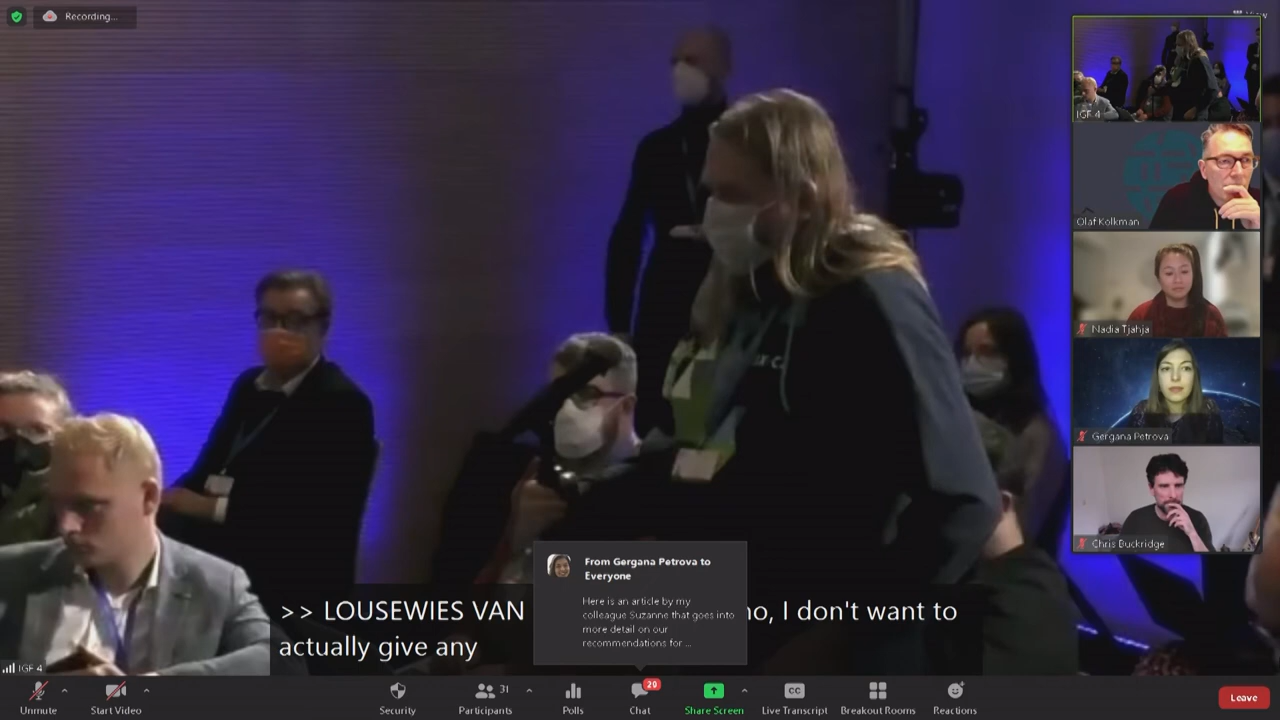 Recording...
View
IGF 4
Olaf Kolkman
Nadia Tjahja
Gergana Petrova
Chris Buckridge
From Gergana Petrova to
Everyone
Here is an article by my
colleague Suzanne that goes into
more detail on our
recommendations for ...
>> LOUSEWIES VAN no, I don't want to
actually give any
IGF 4
Unmute
Start Video
Security
Participants
31
Polls
Chat
20
Share Screen
CC
Live Transcript
Breakout Rooms
Reactions
Leave